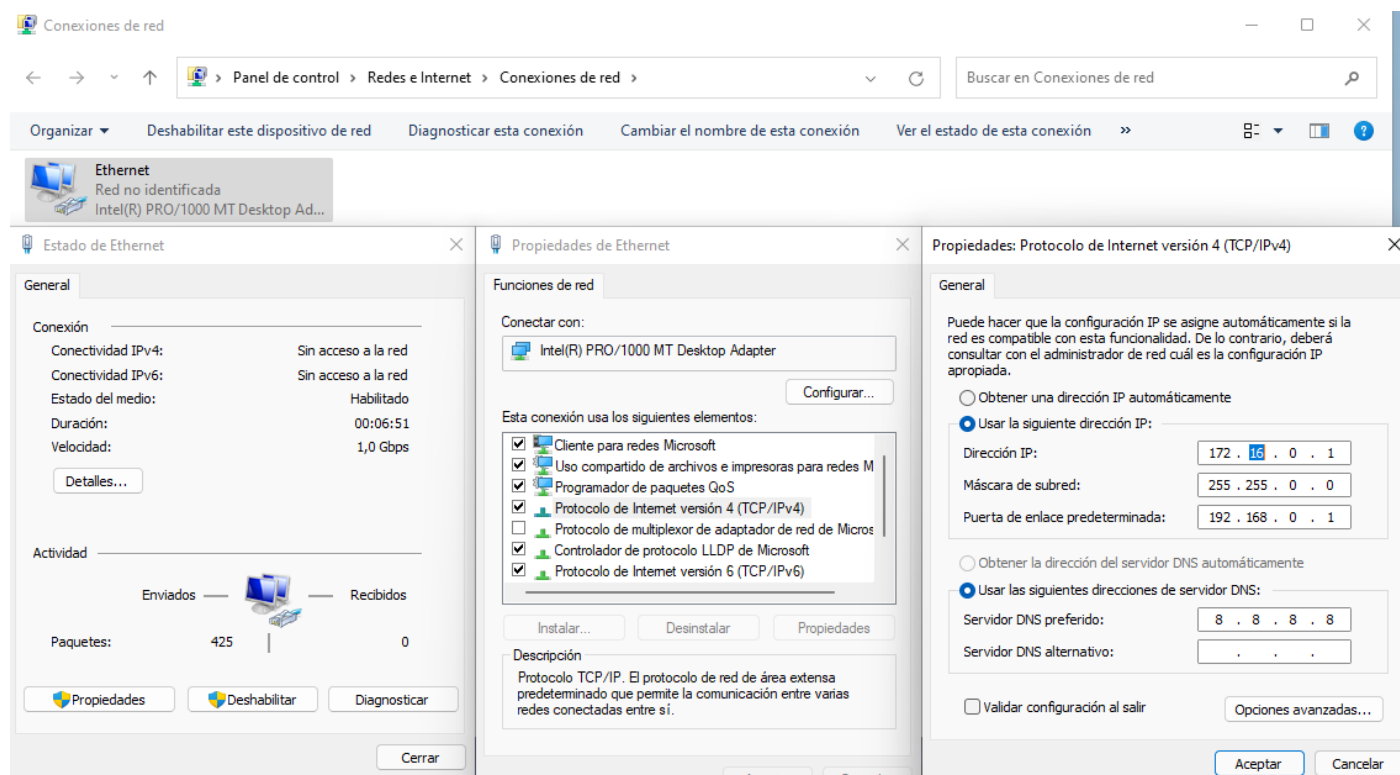 Conexiones de red
Panel de control > Redes e Internet > Conexiones de red >
Buscar en Conexiones de red
Organizar Deshabilitar este dispositivo de red Diagnosticar esta conexión Cambiar el nombre de esta conexión Ver el estado de esta conexión »
Ethernet
Red no identificada
Intel(R) PRO/1000 MT Desktop Ad...
Estado de Ethernet
General
Conexión
Conectividad IPv4: Sin acceso a la red
Conectividad IPv6: Sin acceso a la red
Estado del medio: Habilitado
Duración: 00:06:51
Velocidad: 1,0 Gbps
Detalles...
Actividad
Enviados Recibidos
Paquetes: 425 0
Propiedades Deshabilitar Diagnosticar
Cerrar
Propiedades de Ethernet
Funciones de red
Conectar con:
Intel(R) PRO/1000 MT Desktop Adapter
Configurar...
Esta conexión usa los siguientes elementos:
Cliente para redes Microsoft
Uso compartido de archivos e impresoras para redes M
Programador de paquetes QoS
Protocolo de Internet versión 4 (TCP/IPv4)
Protocolo de multiplexor de adaptador de red de Micros
Controlador de protocolo LLDP de Microsoft
Protocolo de Internet versión 6 (TCP/IPv6)
Instalar... Desinstalar Propiedades
Descripción
Protocolo TCP/IP. El protocolo de red de área extensa
predeterminado que permite la comunicación entre varias
redes conectadas entre sí.
Propiedades: Protocolo de Internet versión 4 (TCP/IPv4)
General
Puede hacer que la configuración IP se asigne automáticamente si la
red es compatible con esta funcionalidad. De lo contrario, deberá
consultar con el administrador de red cuál es la configuración IP
apropiada.
Obtener una dirección IP automáticamente
Usar la siguiente dirección IP:
Dirección IP: 172 . 16 . 0 . 1
Máscara de subred: 255 . 255 . 0 . 0
Puerta de enlace predeterminada: 192 . 168 . 0 . 1
Obtener la dirección del servidor DNS automáticamente
Usar las siguientes direcciones de servidor DNS:
Servidor DNS preferido: 8 . 8 . 8 . 8
Servidor DNS alternativo: . . .
Validar configuración al salir
Opciones avanzadas...
Aceptar Cancelar